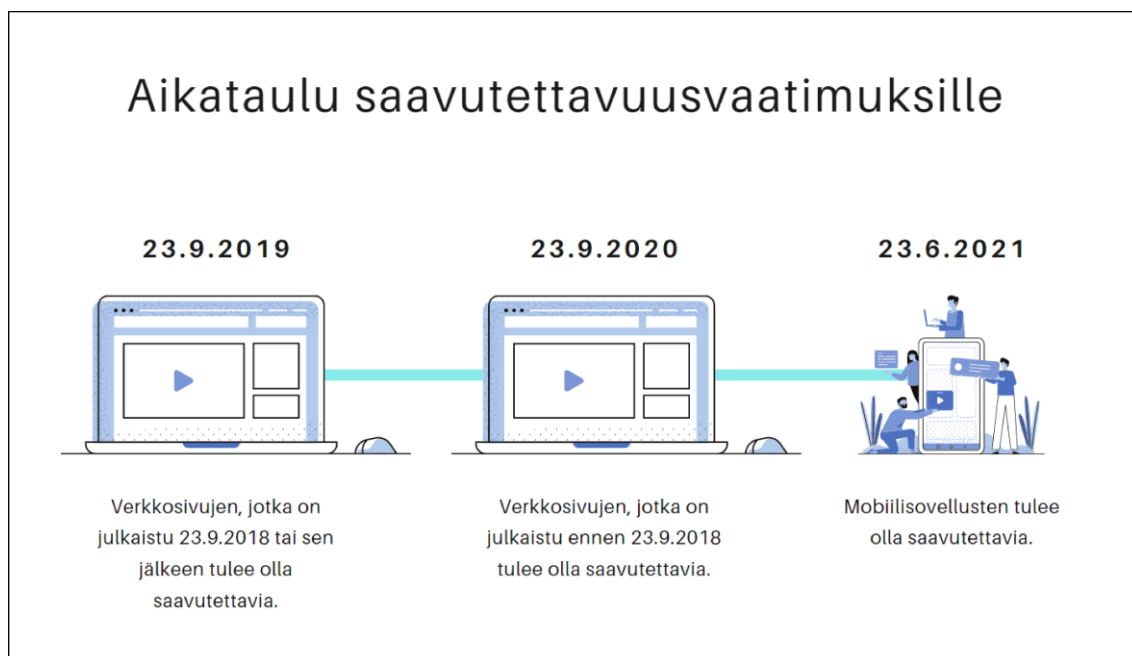 Aikataulu saavutettavuusvaatimuksille
23.9.2019
Verkkosivujen, jotka on
julkaistu 23.9.2018 tai sen
jälkeen tulee olla
saavutettavia.
23.9.2020
Verkkosivujen, jotka on
julkaistu ennen 23.9.2018
tulee olla saavutettavia.
23.6.2021
Mobiilisovellusten tulee
olla saavutettavia.